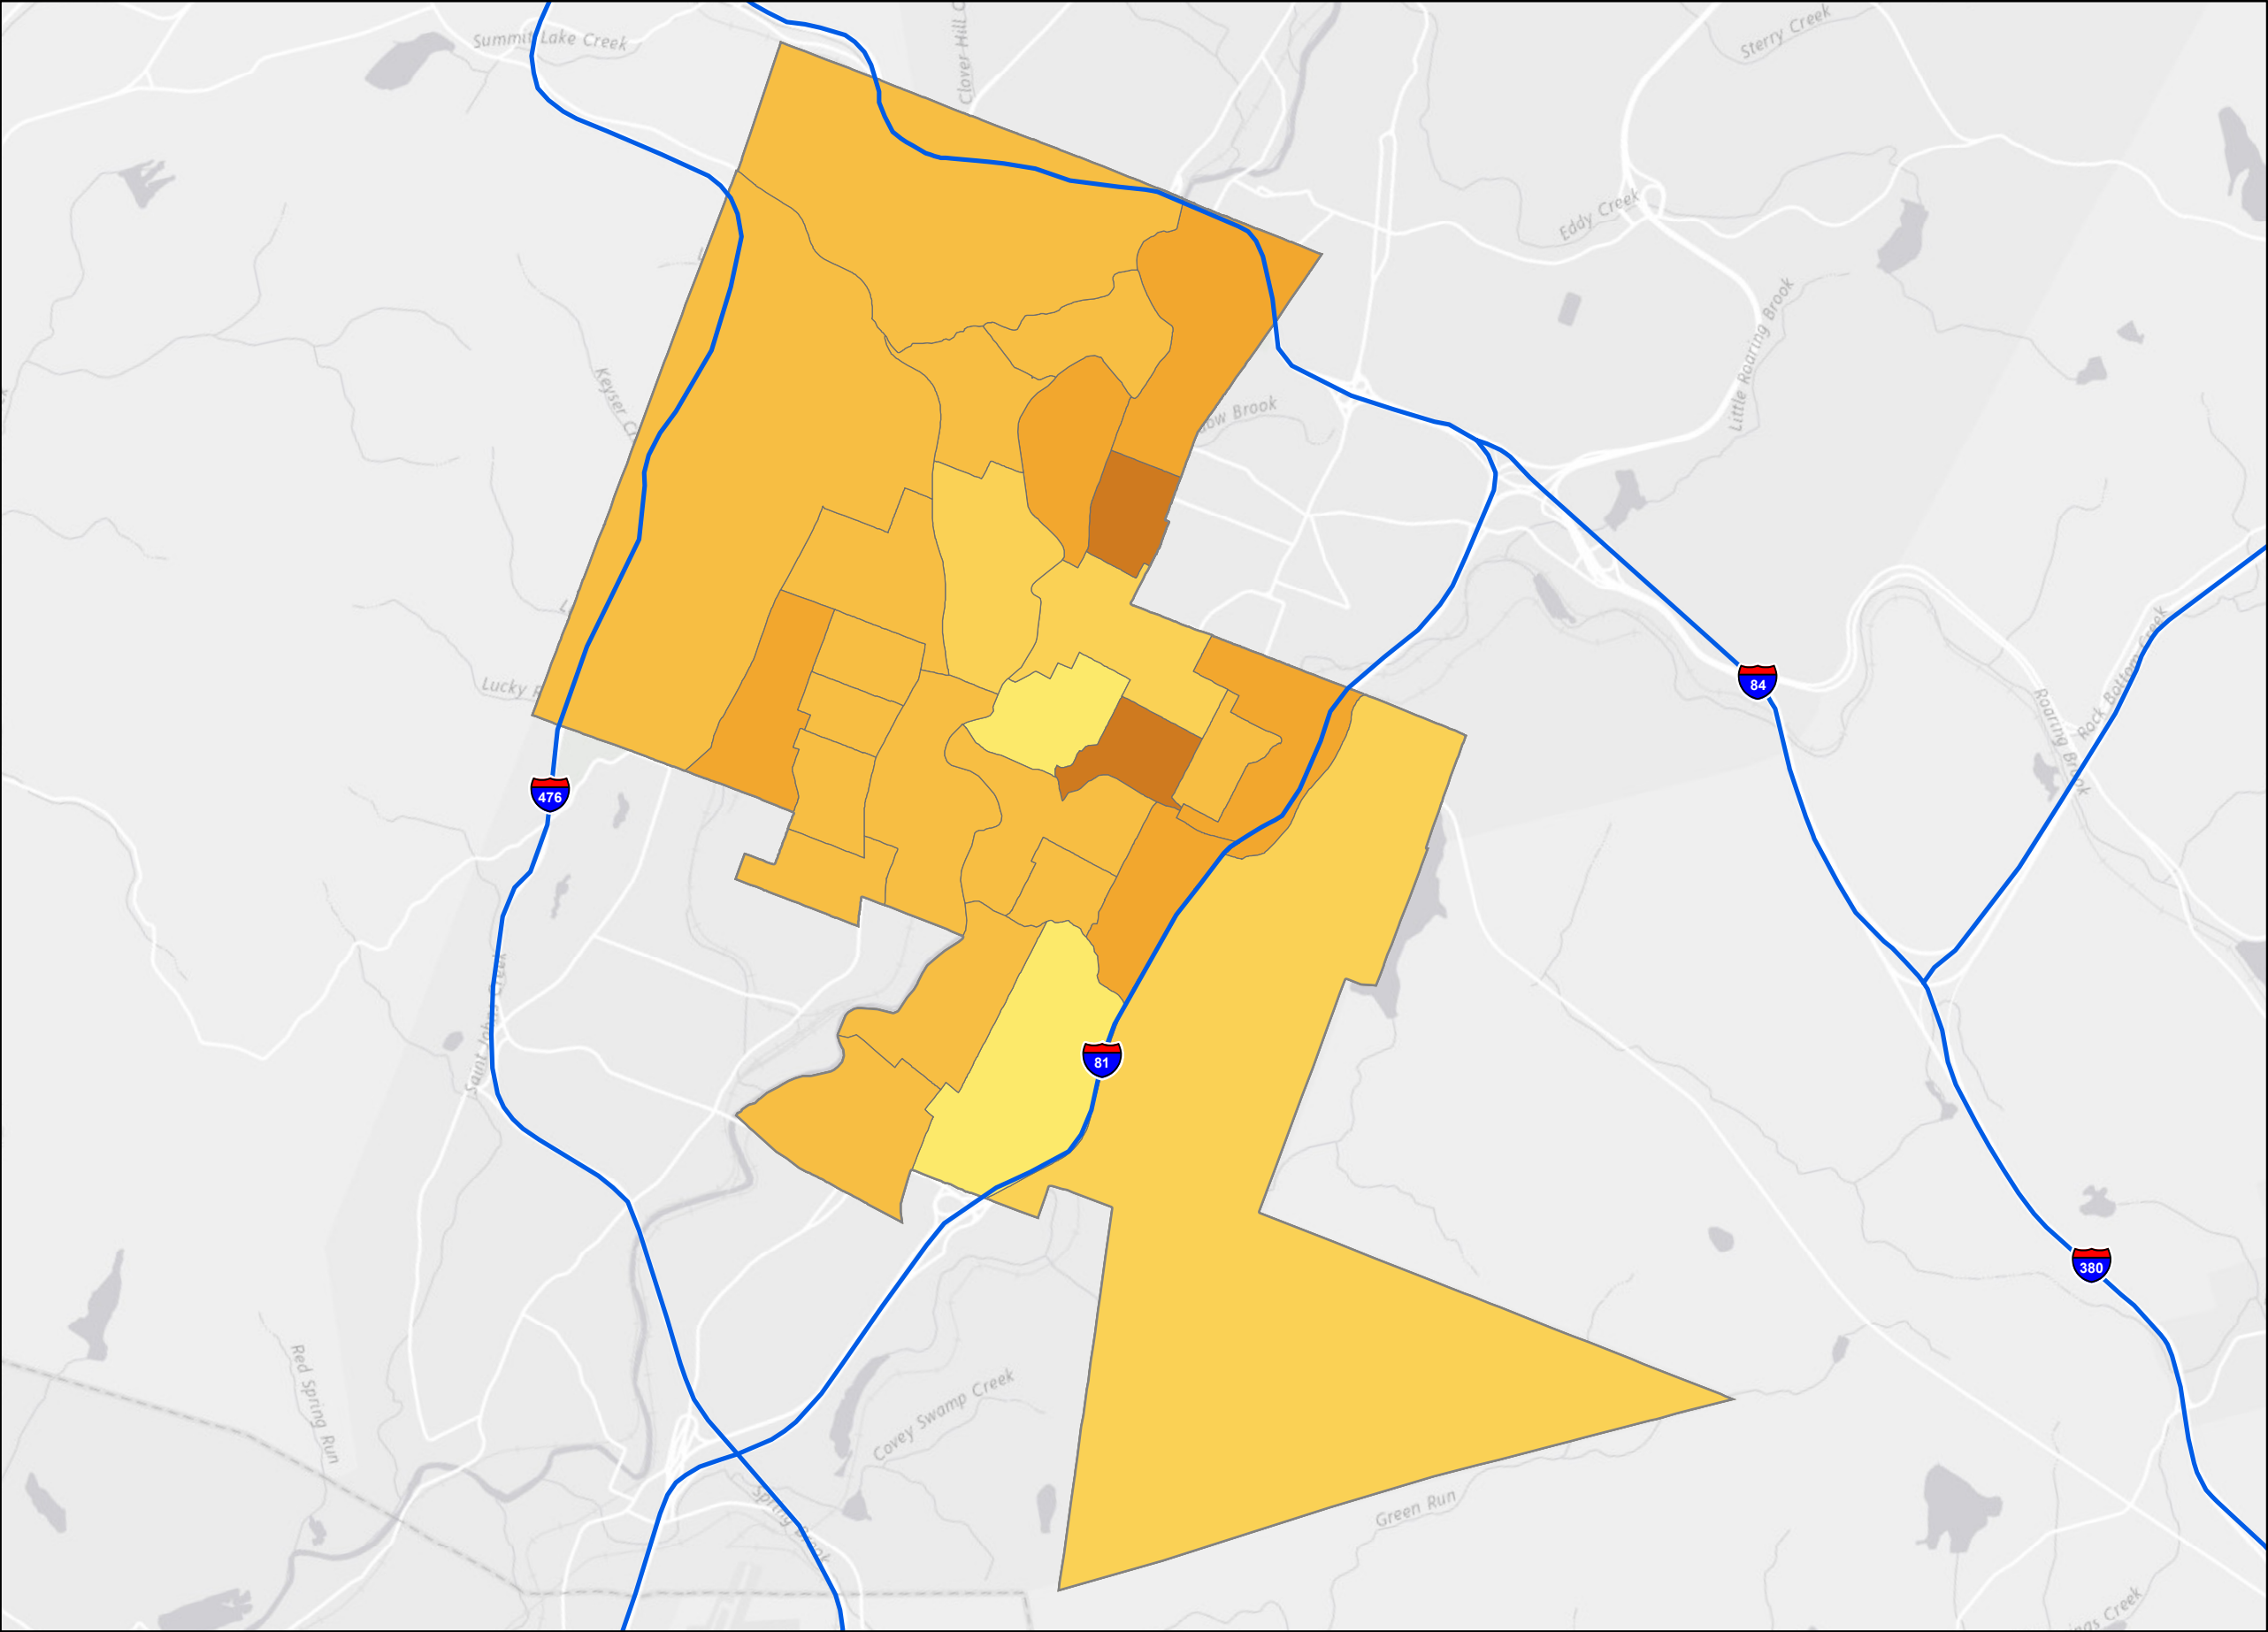 Summit Lake Creek
Clover Hill C
Sterry Creek
Eddy Creek
Little Roaring Brook
Keyser Cr
ow Brook
Lucky R
84
Rock Bottom Creek
Roaring Brook
476
Saint Johns Creek
81
380
Red Spring Run
Covey Swamp Creek
Spring Brook
Green Run
Creek